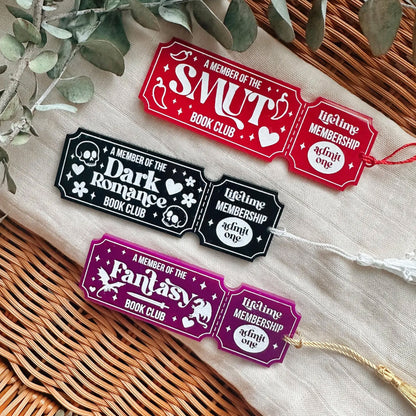 A MEMBER OF THE
SMUT
BOOK CLUB
Lifetime
MEMBERSHIP
admit
one
A MEMBER OF THE
Dark
Romance
BOOK CLUB
Lifetime
MEMBERSHIP
admit
one
A MEMBER OF THE
Fantasy
BOOK CLUB
Lifetime
MEMBERSHIP
admit
one